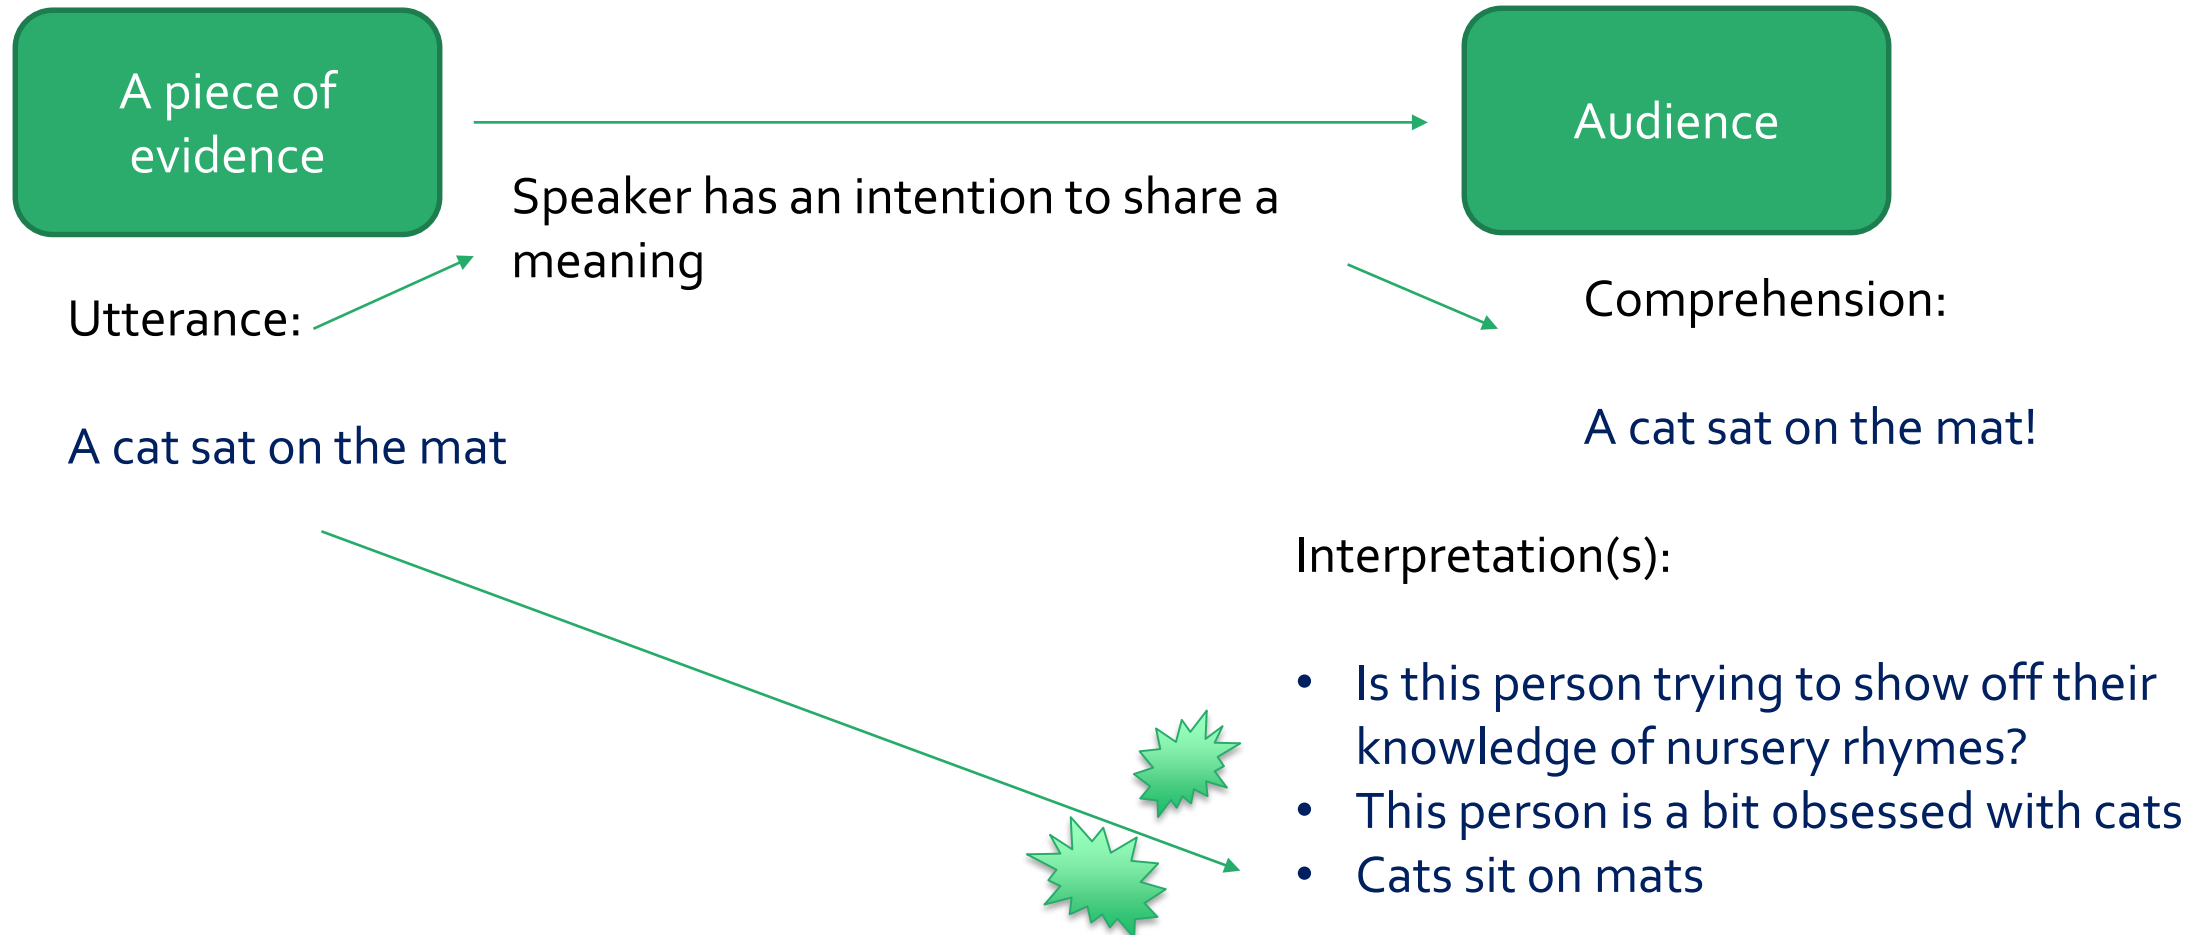 A piece of
evidence
Audience
Speaker has an intention to share a
meaning
Utterance:
A cat sat on the mat
Comprehension:
A cat sat on the mat!
Interpretation(s):
• Is this person trying to show off their
knowledge of nursery rhymes?
• This person is a bit obsessed with cats
• Cats sit on mats